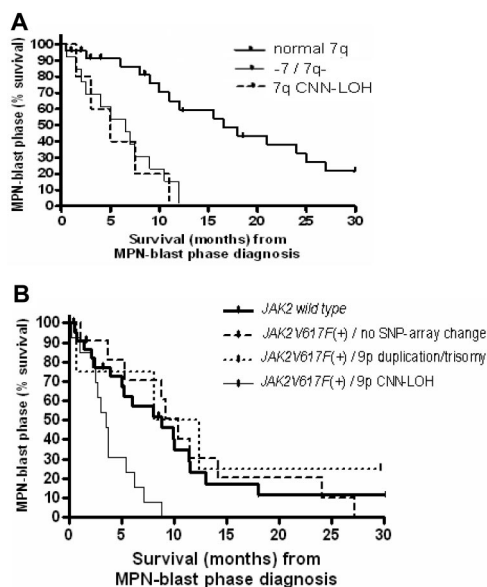 A
normal 7q
-7 / 7q-
7q CNN-LOH
MPN-blast phase (% survival)
100
90
80
70
60
50
40
30
20
10
0
0 5 10 15 20 25 30
Survival (months) from
MPN-blast phase diagnosis
B
JAK2 wild type
JAK2V617F(+) / no SNP-array change
JAK2V617F(+) / 9p duplication/trisomy
JAK2V617F(+) / 9p CNN-LOH
MPN-blast phase (% survival)
100
90
80
70
60
50
40
30
20
10
0
0 5 10 15 20 25 30
Survival (months) from
MPN-blast phase diagnosis